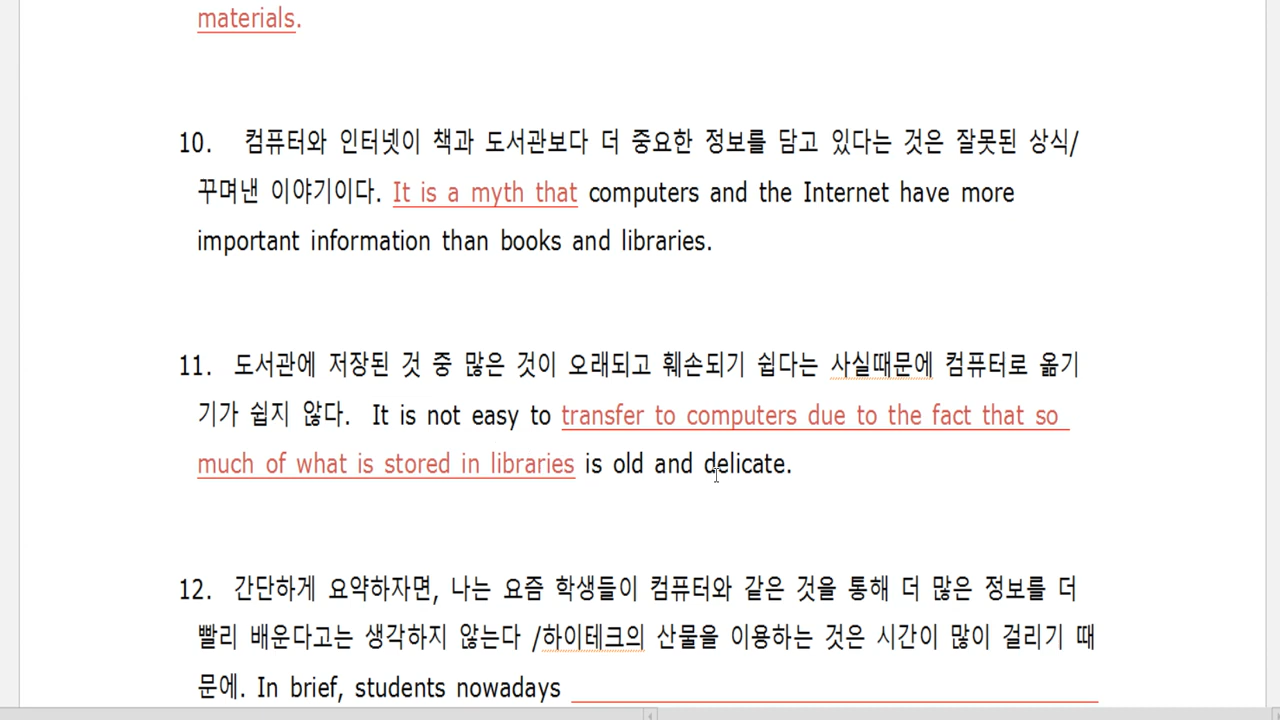 materials.
10. 컴퓨터와 인터넷이 책과 도서관보다 더 중요한 정보를 담고 있다는 것은 잘못된 상식/
꾸며낸 이야기이다. It is a myth that computers and the Internet have more
important information than books and libraries.
11. 도서관에 저장된 것 중 많은 것이 오래되고 훼손되기 쉽다는 사실때문에 컴퓨터로 옮기
기가 쉽지 않다. It is not easy to transfer to computers due to the fact that so
much of what is stored in libraries is old and delicate.
12. 간단하게 요약하자면, 나는 요즘 학생들이 컴퓨터와 같은 것을 통해 더 많은 정보를 더
빨리 배운다고는 생각하지 않는다 /하이테크의 산물을 이용하는 것은 시간이 많이 걸리기 때
문에. In brief, students nowadays